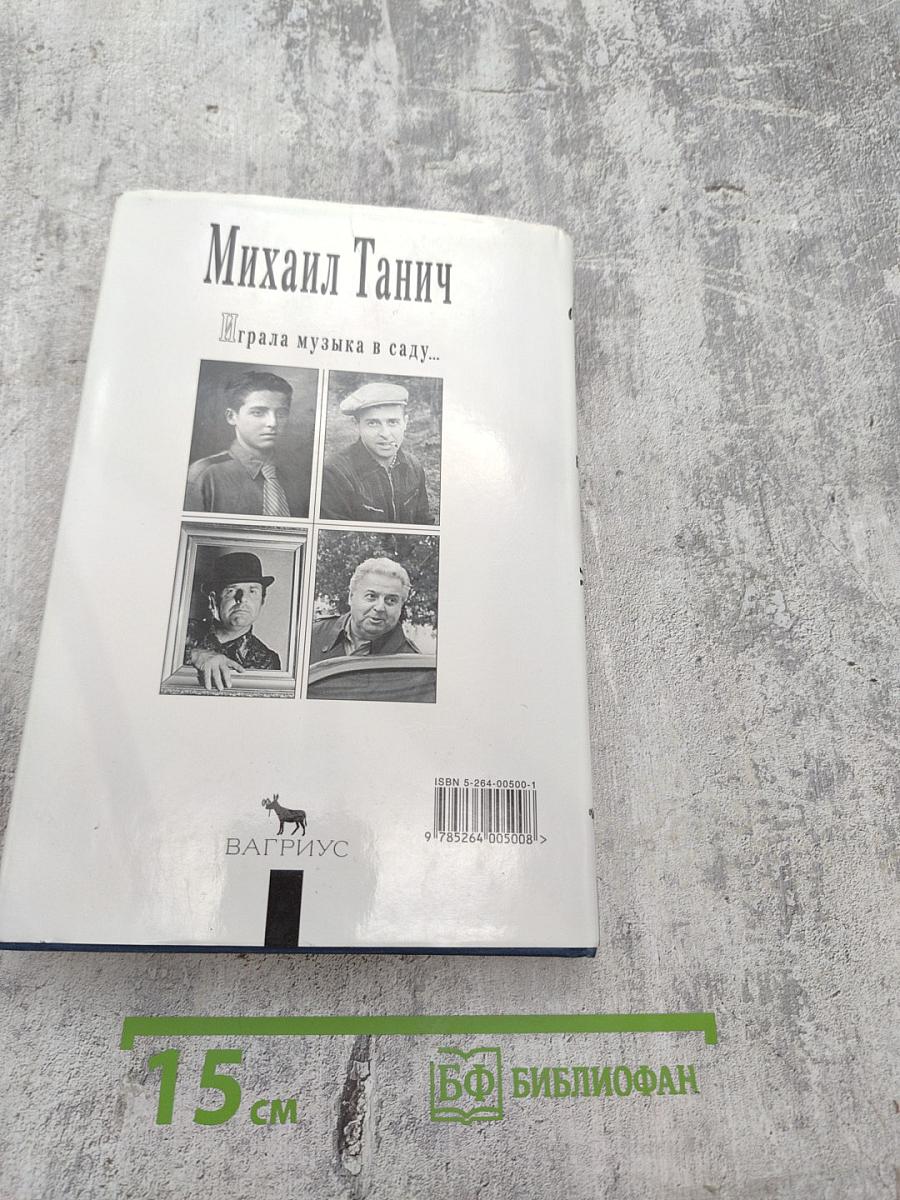 Михаил Танич
Играла музыка в саду...
ISBN 5-264-00500-1
9 785264 005008 >
ВАГРИУС
15 см
БФ БИБЛИОФАН